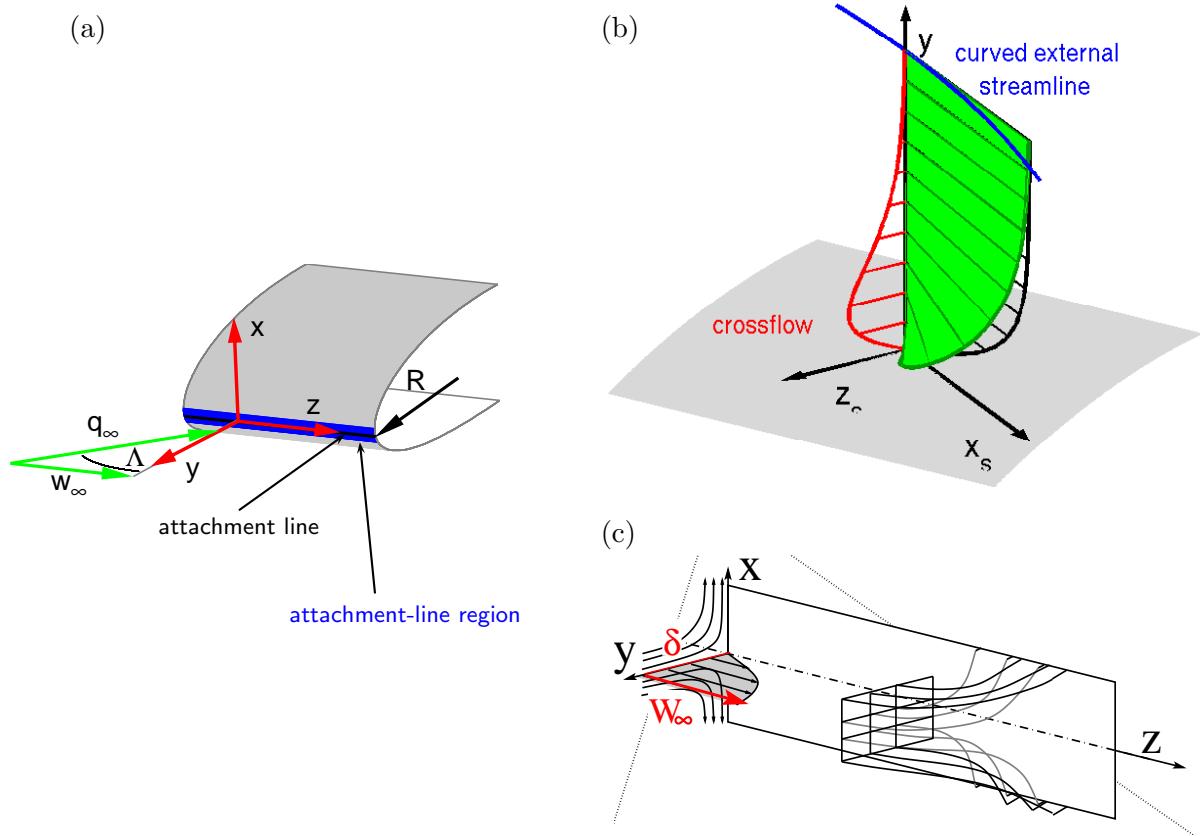 (a)
x
R
z
q∞
Λ
y
w∞
attachment line
attachment-line region
(b)
y
curved external
streamline
crossflow
z
x
(c)
x
δ
y
W∞
z